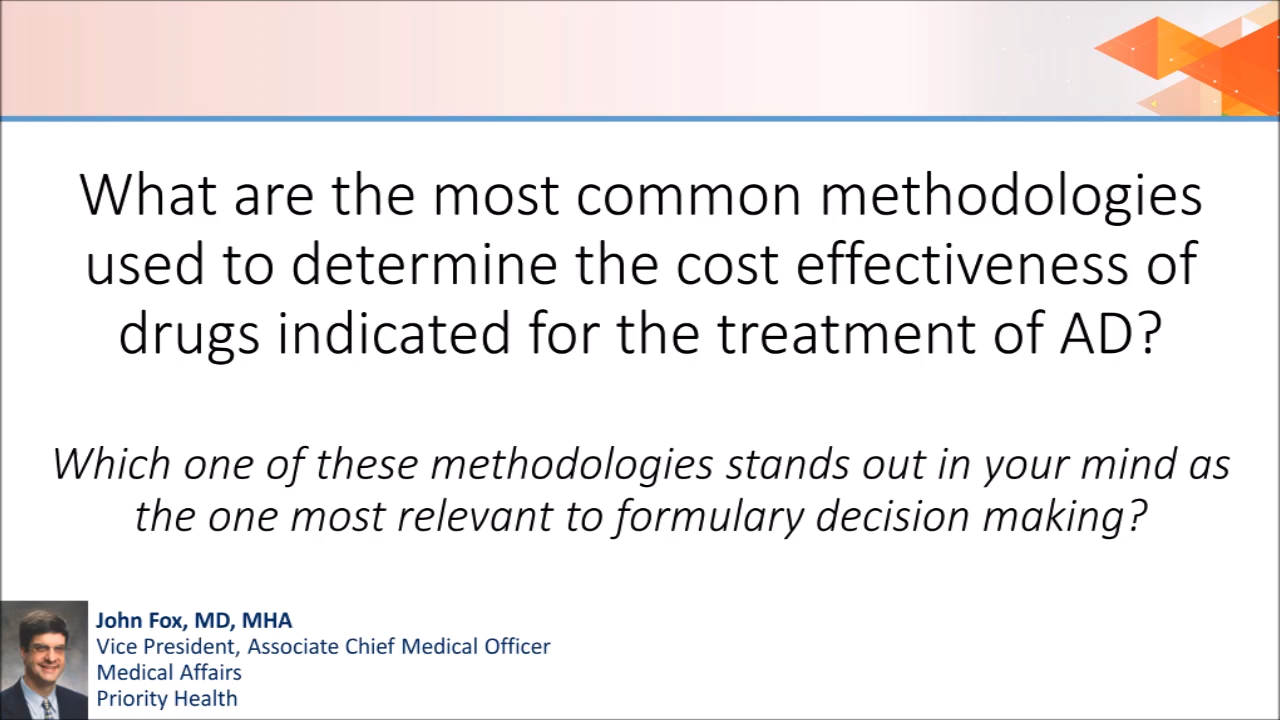 What are the most common methodologies
used to determine the cost effectiveness of
drugs indicated for the treatment of AD?
Which one of these methodologies stands out in your mind as
the one most relevant to formulary decision making?
John Fox, MD, MHA
Vice President, Associate Chief Medical Officer
Medical Affairs
Priority Health